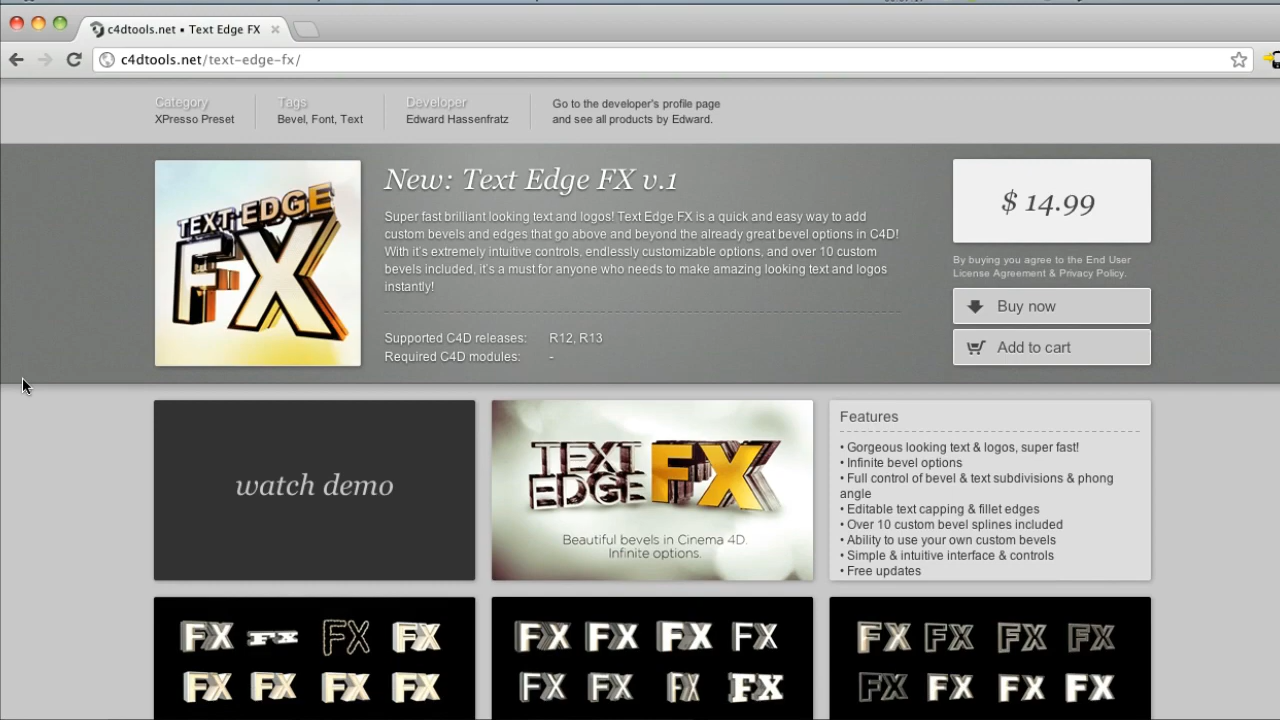 c4dtools.net • Text Edge FX
c4dtools.net/text-edge-fx/
Category
XPresso Preset
Tags
Bevel, Font, Text
Developer
Edward Hassenfratz
Go to the developer's profile page
and see all products by Edward.
TEXT EDGE
FX
New: Text Edge FX v.1
Super fast brilliant looking text and logos! Text Edge FX is a quick and easy way to add
custom bevels and edges that go above and beyond the already great bevel options in C4D!
With it's extremely intuitive controls, endlessly customizable options, and over 10 custom
bevels included, it's a must for anyone who needs to make amazing looking text and logos
instantly!
Supported C4D releases: R12, R13
Required C4D modules: -
$ 14.99
By buying you agree to the End User
License Agreement & Privacy Policy.
Buy now
Add to cart
watch demo
TEXT
EDGE FX
Beautiful bevels in Cinema 4D.
Infinite options.
Features
• Gorgeous looking text & logos, super fast!
• Infinite bevel options
• Full control of bevel & text subdivisions & phong
angle
• Editable text capping & fillet edges
• Over 10 custom bevel splines included
• Ability to use your own custom bevels
• Simple & intuitive interface & controls
• Free updates
FX FX FX FX
FX FX FX FX
FX FX FX FX
FX FX FX FX
FX FX FX FX
FX FX FX FX